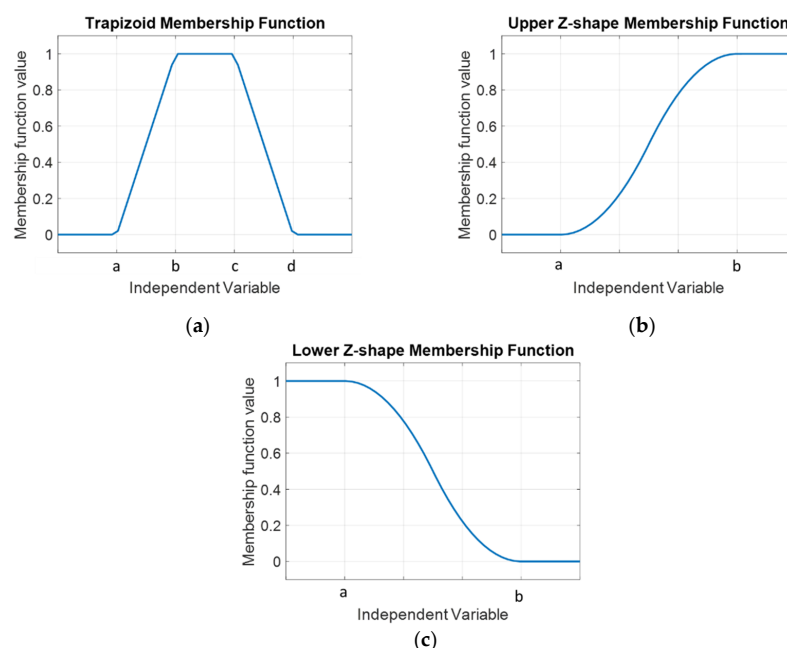 Trapizoid Membership Function
Membership function value
1
0.8
0.6
0.4
0.2
0
a b c d
Independent Variable
(a)
Upper Z-shape Membership Function
Membership function value
1
0.8
0.6
0.4
0.2
0
a b
Independent Variable
(b)
Lower Z-shape Membership Function
Membership function value
1
0.8
0.6
0.4
0.2
0
a b
Independent Variable
(c)